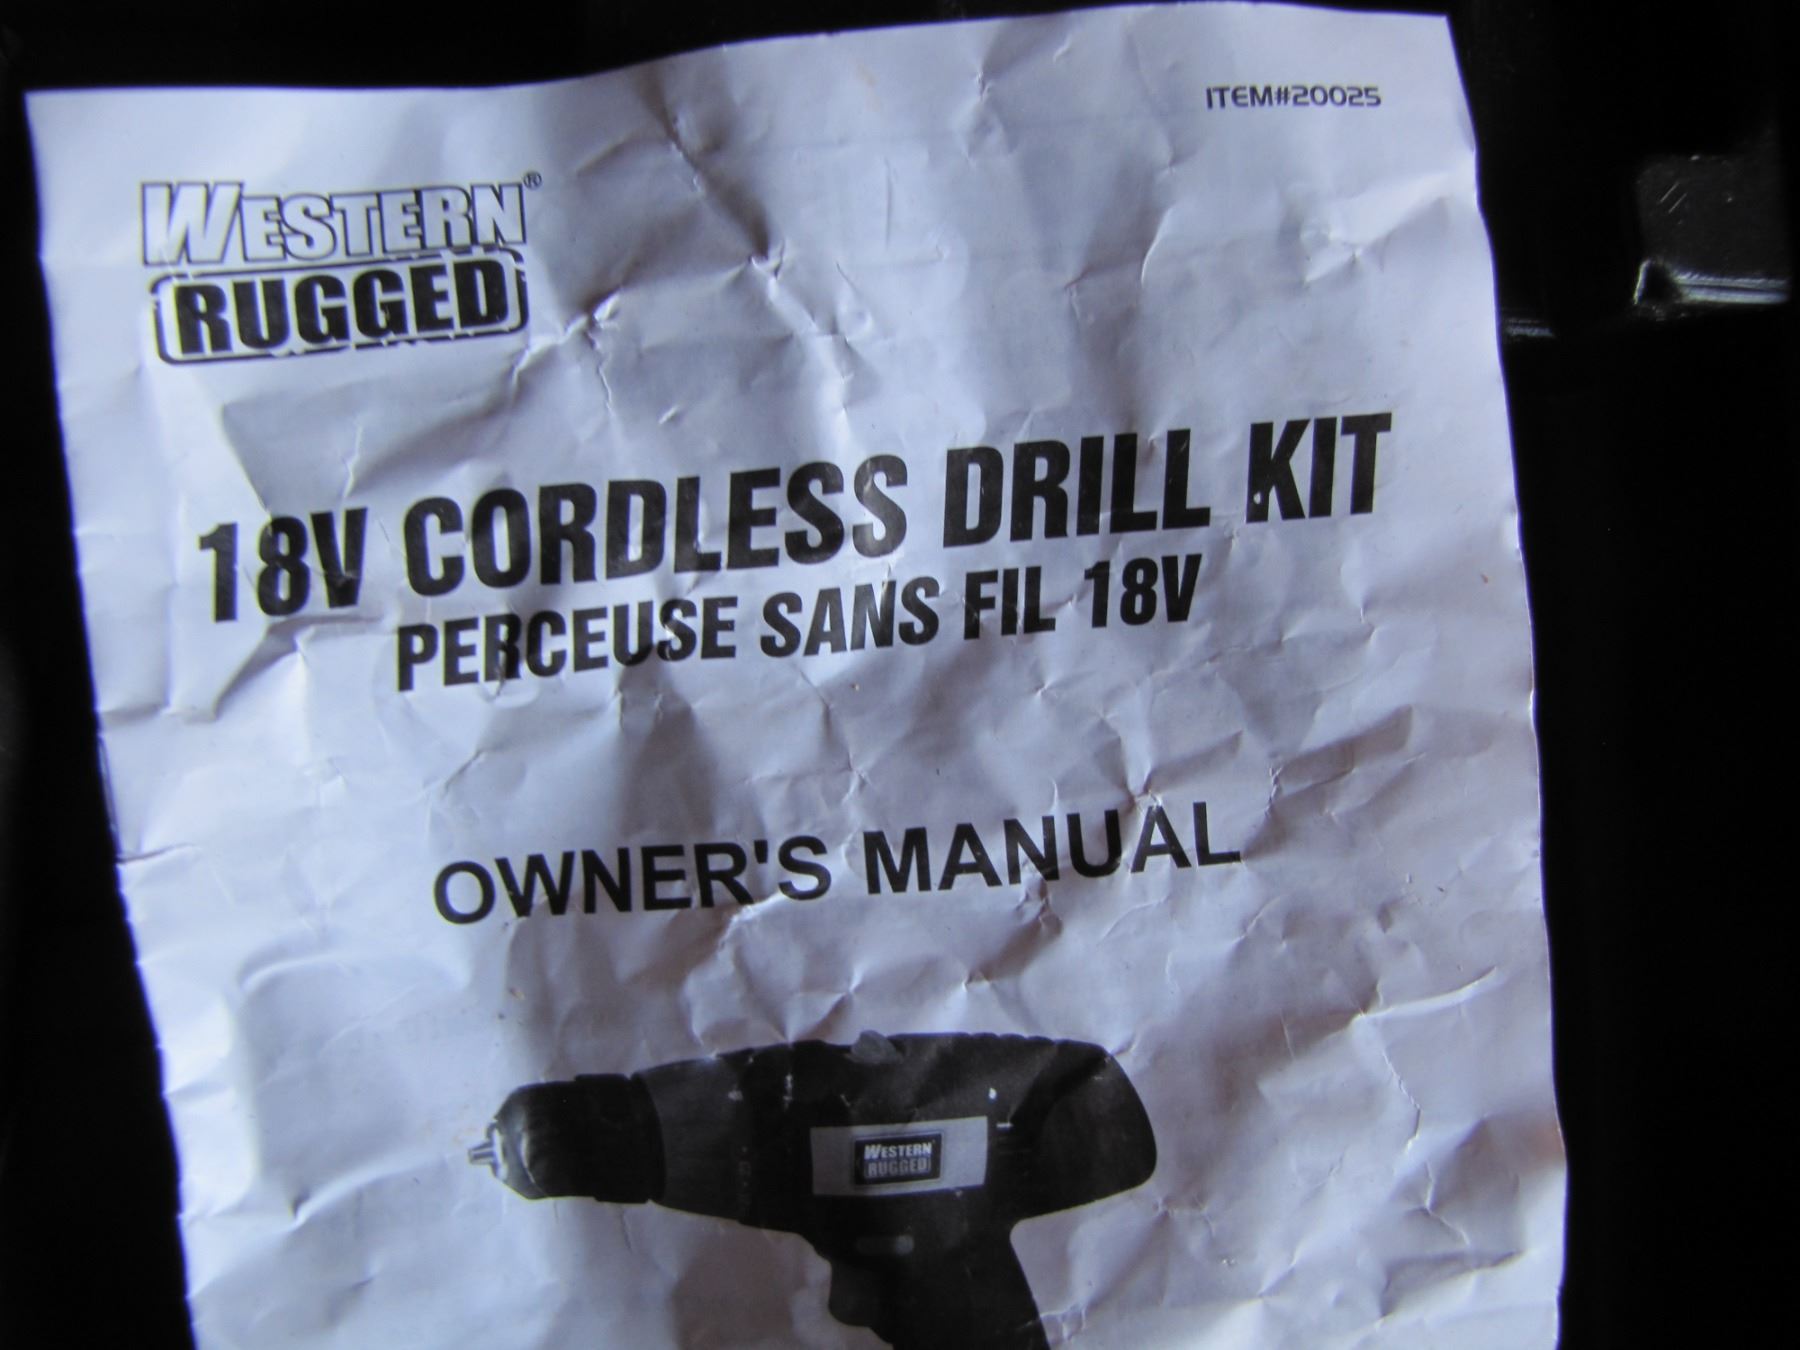 ITEM#20025
WESTERN®
RUGGED
18V CORDLESS DRILL KIT
PERCEUSE SANS FIL 18V
OWNER'S MANUAL
WESTERN
RUGGED